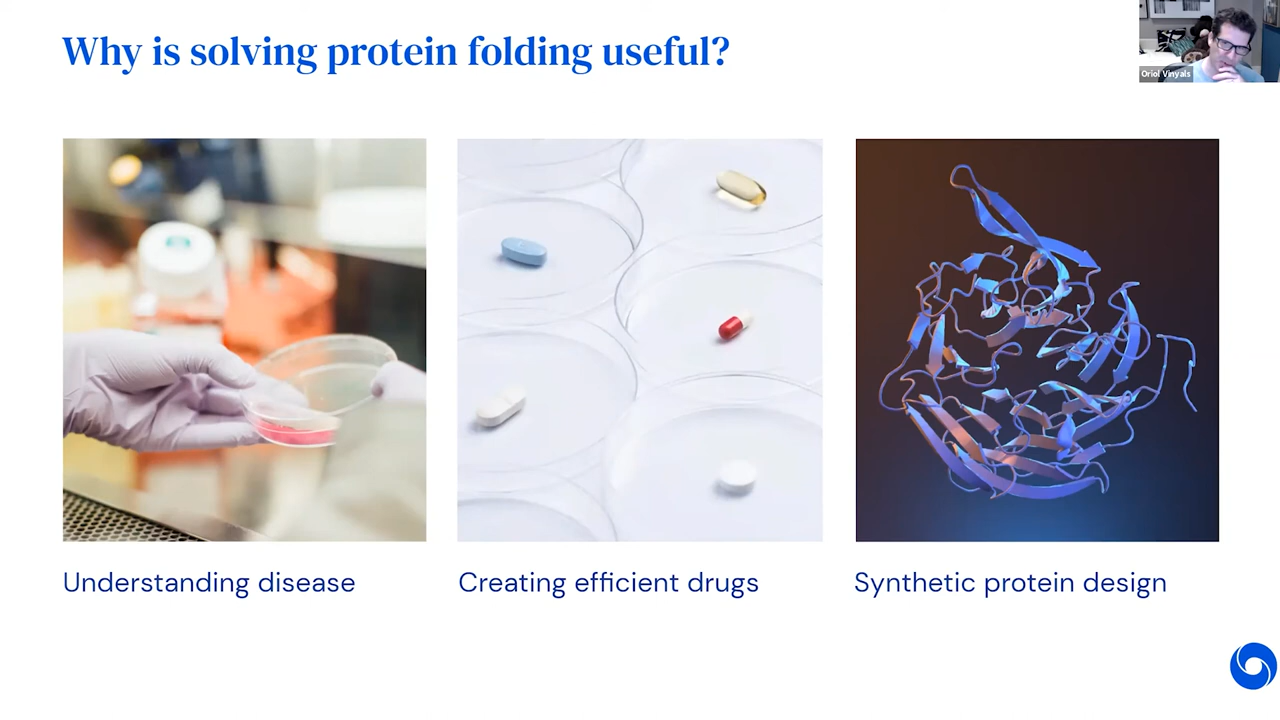 Why is solving protein folding useful?
Oriol Vinyals
Understanding disease
Creating efficient drugs
Synthetic protein design